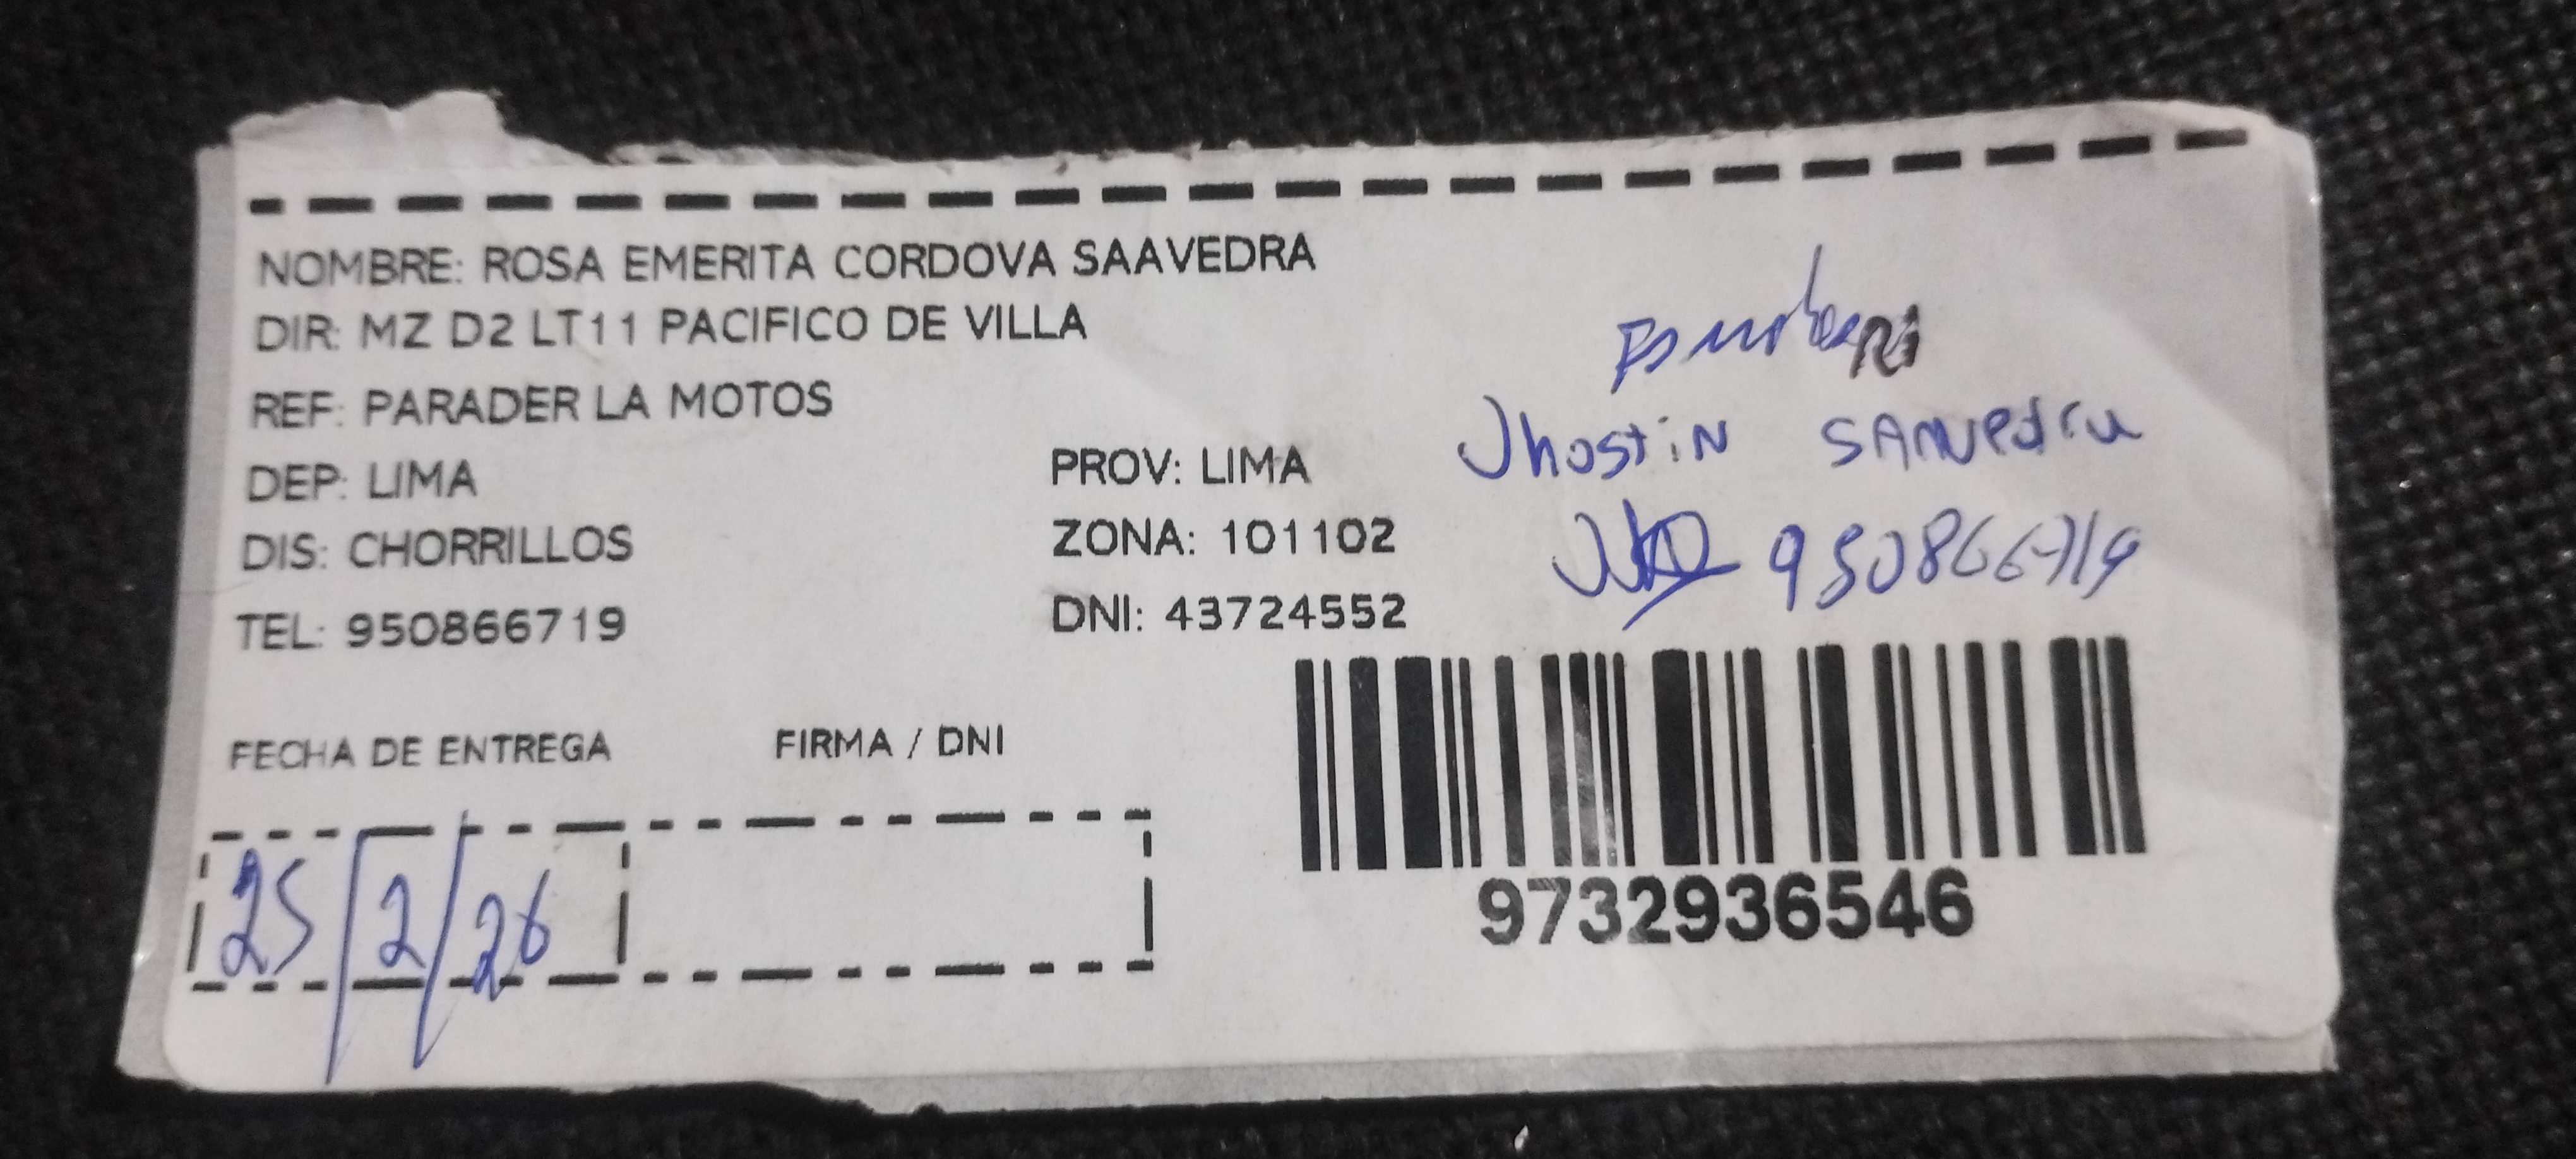 NOMBRE: ROSA EMERITA CORDOVA SAAVEDRA
DIR: MZ D2 LT11 PACIFICO DE VILLA
REF: PARADER LA MOTOS
DEP: LIMA
PROV: LIMA
DIS: CHORRILLOS
ZONA: 101102
TEL: 950866719
DNI: 43724552
Jhostin SAAVedra
950866719
FECHA DE ENTREGA
FIRMA / DNI
25/2/26
9732936546